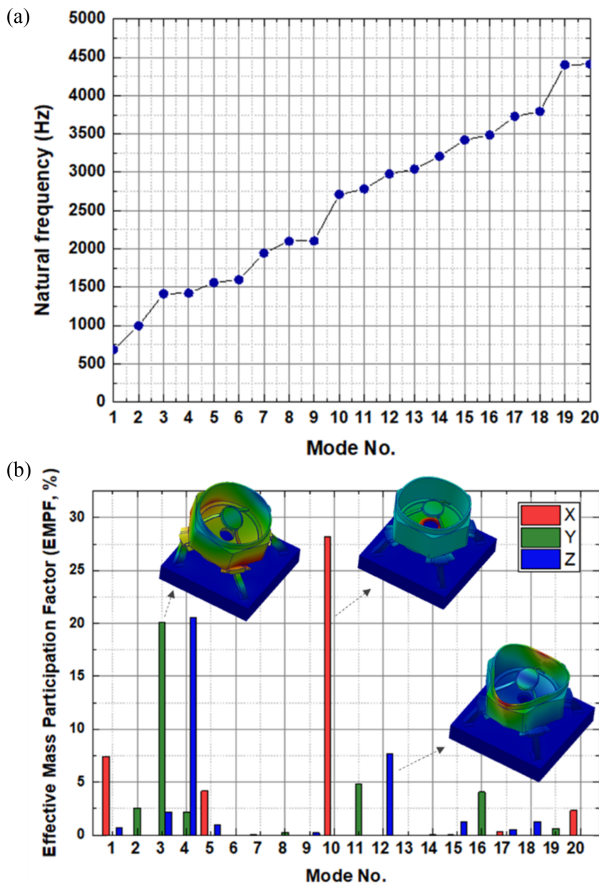 (a)
5000
4500
4000
3500
3000
2500
2000
1500
1000
500
0
Natural frequency (Hz)
1 2 3 4 5 6 7 8 9 10 11 12 13 14 15 16 17 18 19 20
Mode No.
(b)
30
25
20
15
10
5
0
Effective Mass Participation Factor (EMPF, %)
X
Y
Z
1 2 3 4 5 6 7 8 9 10 11 12 13 14 15 16 17 18 19 20
Mode No.